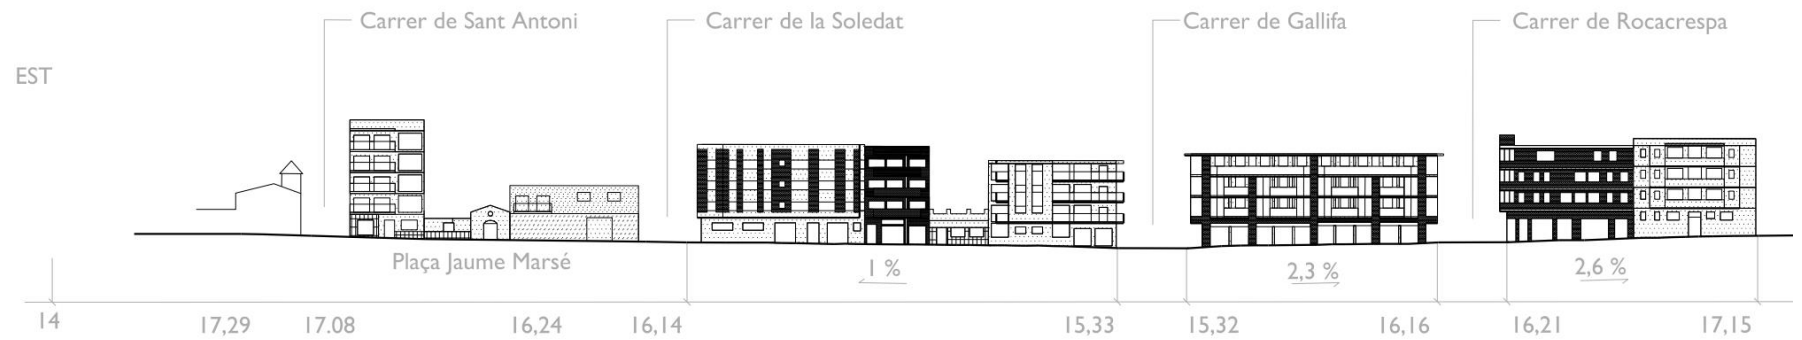 Carrer de Sant Antoni
Carrer de la Soledat
Carrer de Gallifa
Carrer de Rocacrespa
EST
Plaça Jaume Marsé
1 %
2,3 %
2,6 %
14
17,29
17.08
16,24
16,14
15,33
15,32
16,16
16,21
17,15